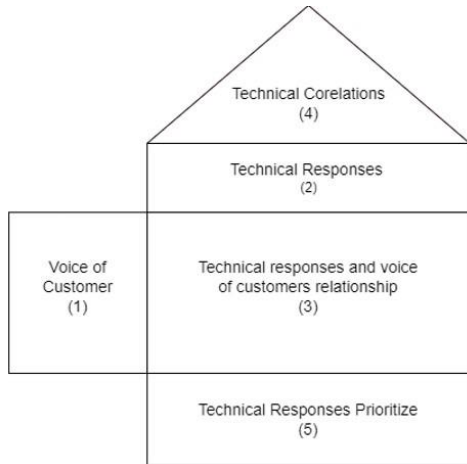 Technical Corelations
(4)
Technical Responses
(2)
Voice of
Customer
(1)
Technical responses and voice
of customers relationship
(3)
Technical Responses Prioritize
(5)